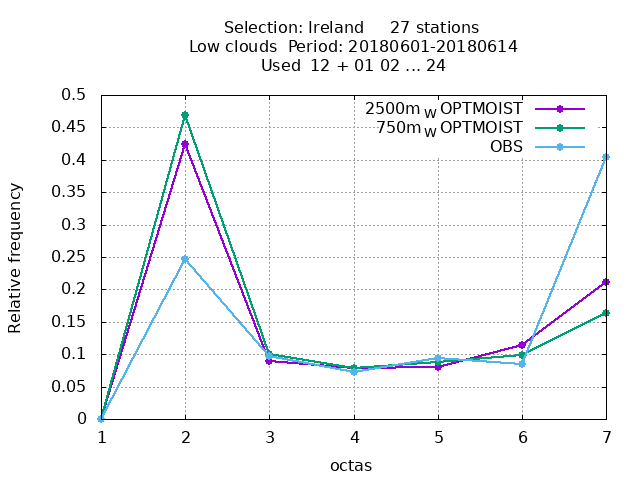 Selection: Ireland 27 stations
Low clouds Period: 20180601-20180614
Used 12 + 01 02 ... 24
0.5
0.45
0.4
0.35
0.3
0.25
0.2
0.15
0.1
0.05
0
Relative frequency
2500m W OPTMOIST
750m W OPTMOIST
OBS
1 2 3 4 5 6 7
octas